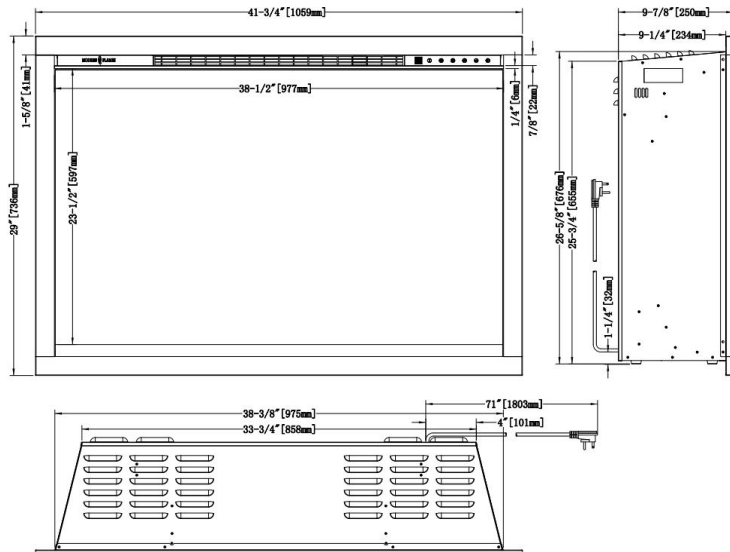 41-3/4"[1059mm]
MODERN FLAMES
38-1/2"[977mm]
1-5/8"[41mm]
1/4"[6mm]
7/8"[22mm]
29"[736mm]
23-1/2"[597mm]
9-7/8"[250mm]
9-1/4"[234mm]
26-5/8"[676mm]
25-3/4"[655mm]
1-1/4"[32mm]
71"[1803mm]
38-3/8"[975mm]
33-3/4"[858mm]
4"[101mm]